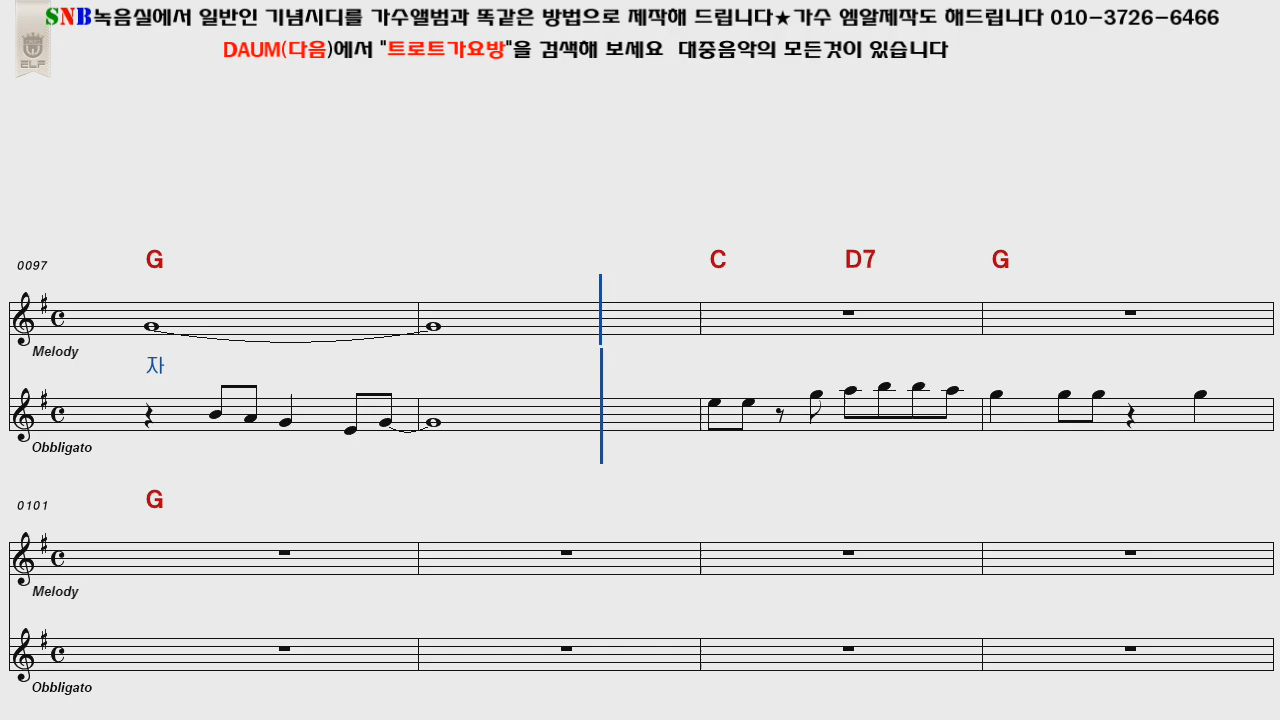 SNB녹음실에서 일반인 기념시디를 가수앨범과 똑같은 방법으로 제작해 드립니다★가수 엠알제작도 해드립니다 010-3726-6466
DAUM(다음)에서 "트로트가요방"을 검색해 보세요 대중음악의 모든것이 있습니다
ELF
0097 G C D7 G
Melody
자
Obbligato
0101 G
Melody
Obbligato